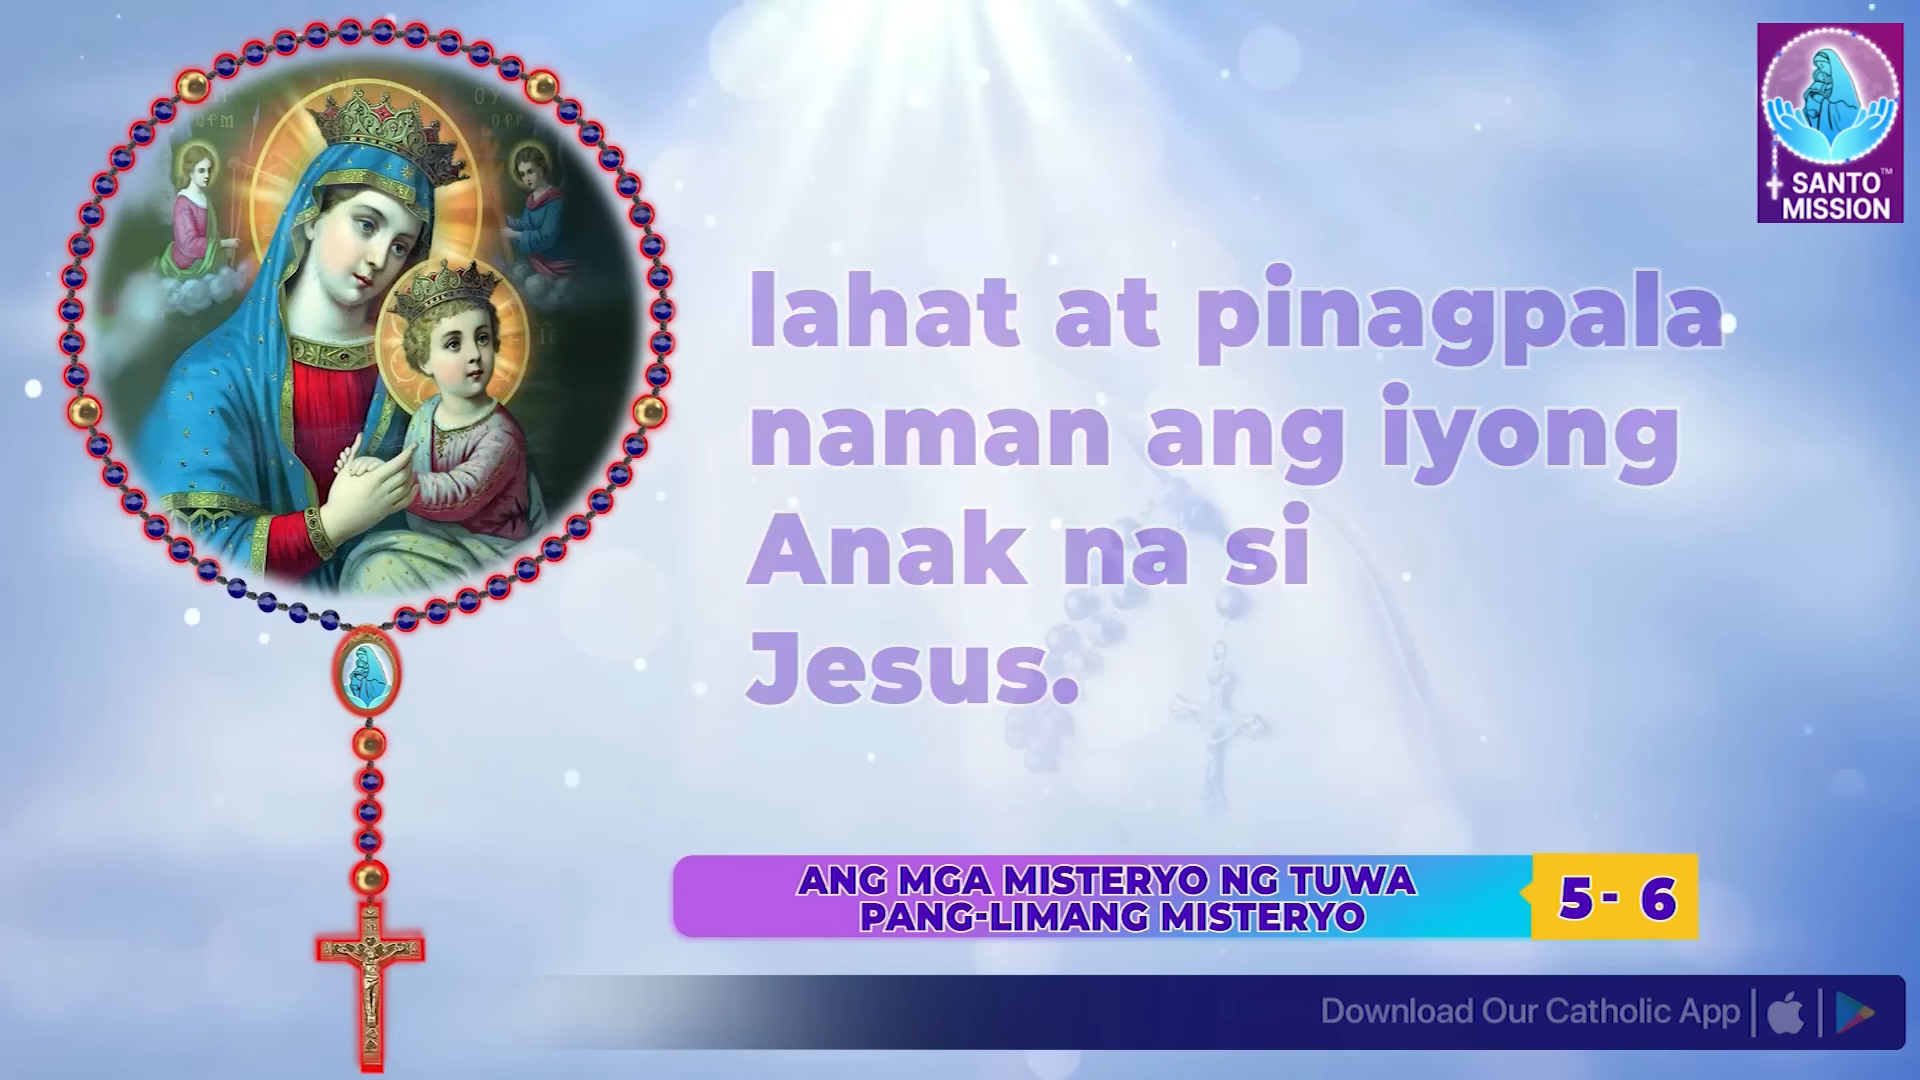 SANTO™
MISSION
lahat at pinagpala
naman ang iyong
Anak na si
Jesus.
ANG MGA MISTERYO NG TUWA
PANG-LIMANG MISTERYO
5- 6
Download Our Catholic App